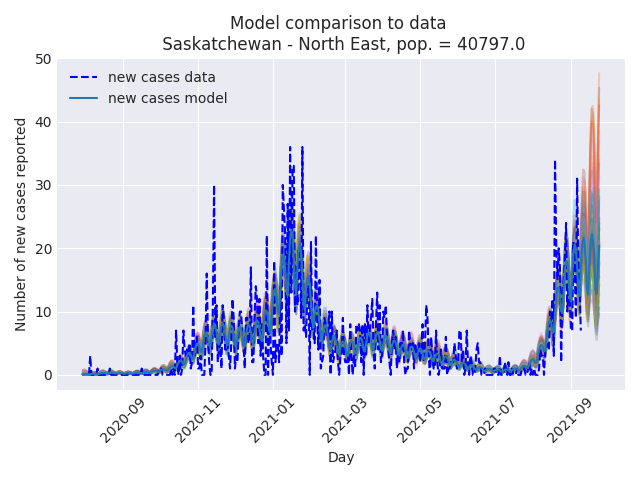 Model comparison to data
Saskatchewan - North East, pop. = 40797.0
new cases data
new cases model
Number of new cases reported
50
40
30
20
10
0
2020-09
2020-11
2021-01
2021-03
2021-05
2021-07
2021-09
Day